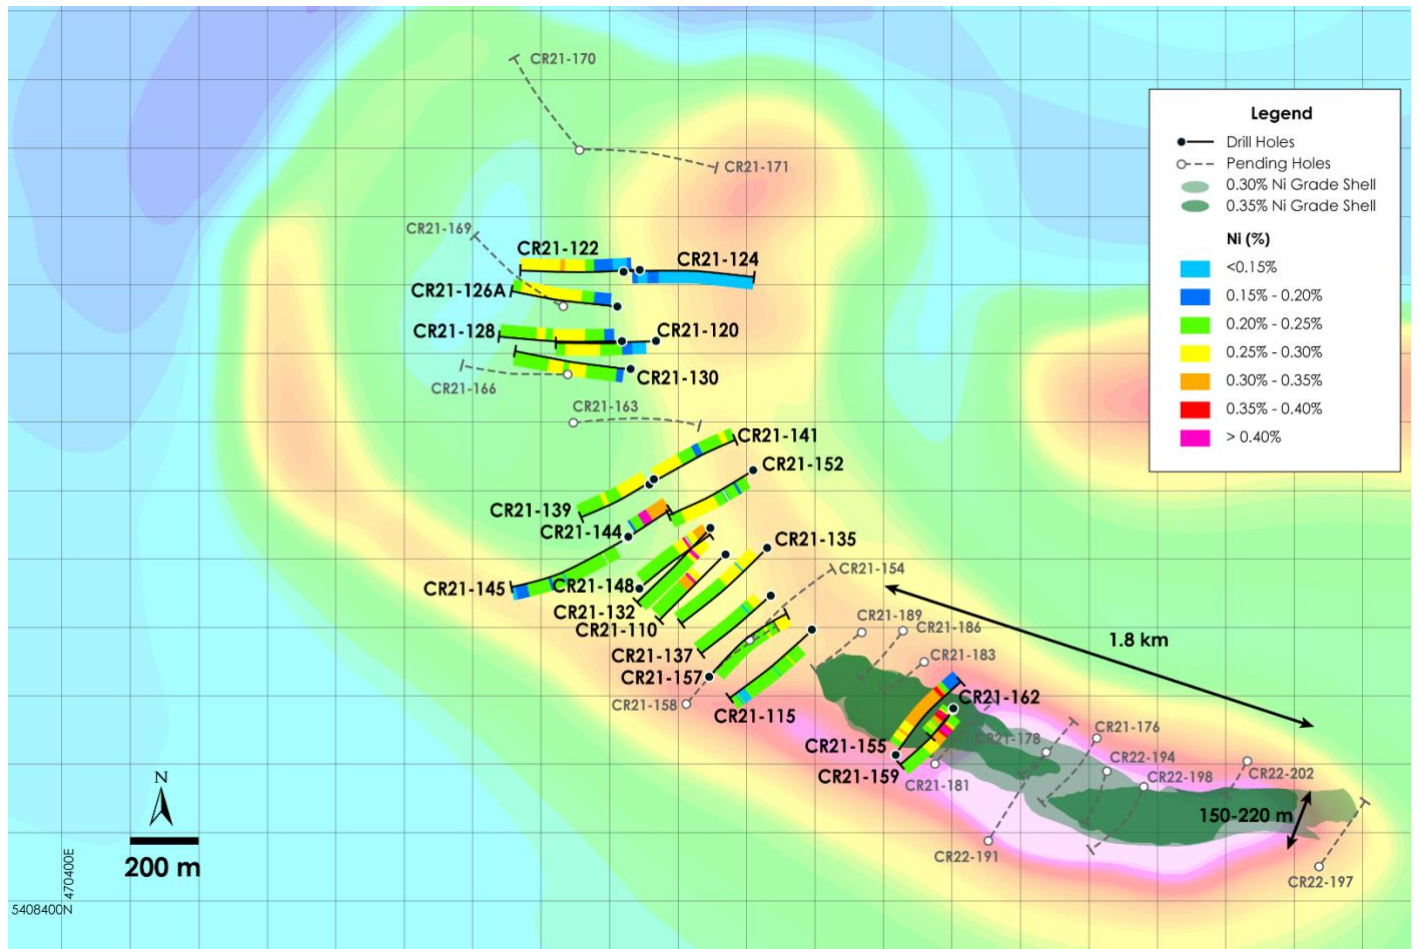 CR21-170
CR21-171
CR21-169
CR21-122
CR21-124
CR21-126A
CR21-128
CR21-120
CR21-130
CR21-166
CR21-163
CR21-141
CR21-152
CR21-139
CR21-144
CR21-135
CR21-145
CR21-148
CR21-154
CR21-132
CR21-110
CR21-189
CR21-186
CR21-137
CR21-183
CR21-157
CR21-158
CR21-115
CR21-162
1.8 km
CR21-155
CR21-178
CR21-176
CR21-159
CR21-181
CR22-194
CR22-198
CR22-202
150-220 m
CR22-191
CR22-197
Legend
Drill Holes
Pending Holes
0.30% Ni Grade Shell
0.35% Ni Grade Shell
Ni (%)
<0.15%
0.15% - 0.20%
0.20% - 0.25%
0.25% - 0.30%
0.30% - 0.35%
0.35% - 0.40%
> 0.40%
N
200 m
470400E
5408400N